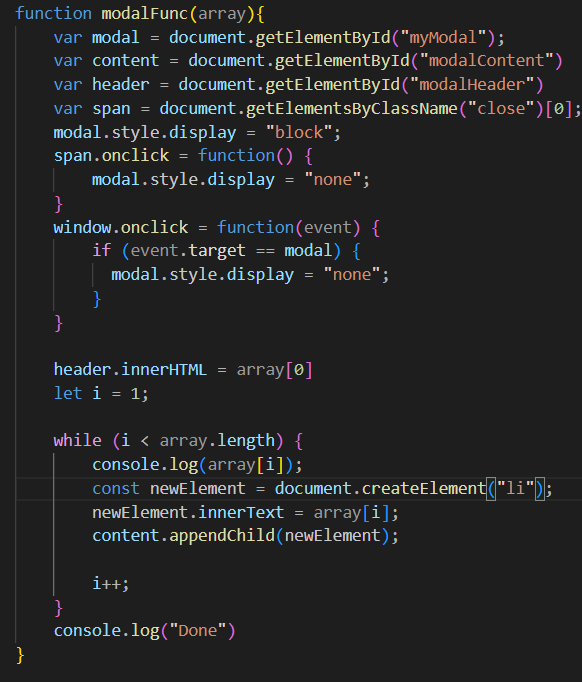 function modalFunc(array){
    var modal = document.getElementById("myModal");
    var content = document.getElementById("modalContent")
    var header = document.getElementById("modalHeader")
    var span = document.getElementsByClassName("close")[0];
    modal.style.display = "block";
    span.onclick = function() {
        modal.style.display = "none";
    }
    window.onclick = function(event) {
        if (event.target == modal) {
          modal.style.display = "none";
        }
    }
    header.innerHTML = array[0]
    let i = 1;
    while (i < array.length) {
        console.log(array[i]);
        const newElement = document.createElement("li");
        newElement.innerText = array[i];
        content.appendChild(newElement);
        i++;
    }
    console.log("Done")
}